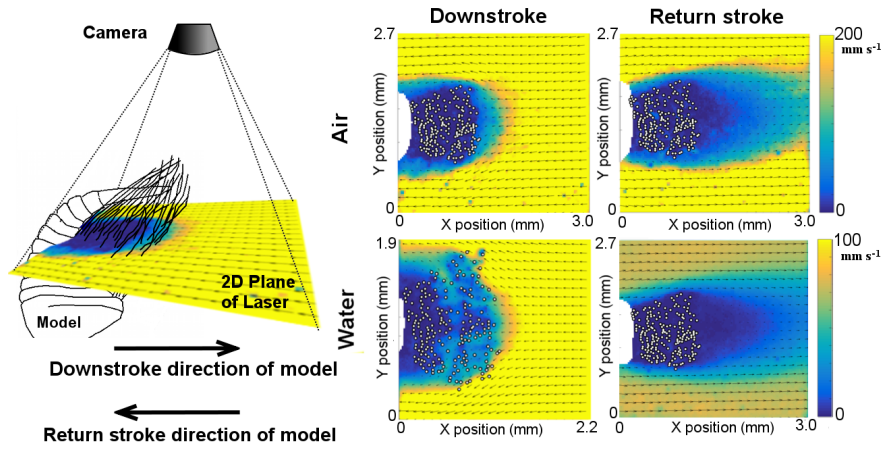 Camera
2D Plane
of Laser
Model
Downstroke direction of model
Return stroke direction of model
Downstroke
Return stroke
Air
2.7
Y position (mm)
0
0
X position (mm)
3.0
2.7
Y position (mm)
0
0
X position (mm)
3.0
200
mm s-1
0
Water
1.9
Y position (mm)
0
0
X position (mm)
2.2
2.7
Y position (mm)
0
0
X position (mm)
3.0
100
mm s-1
0